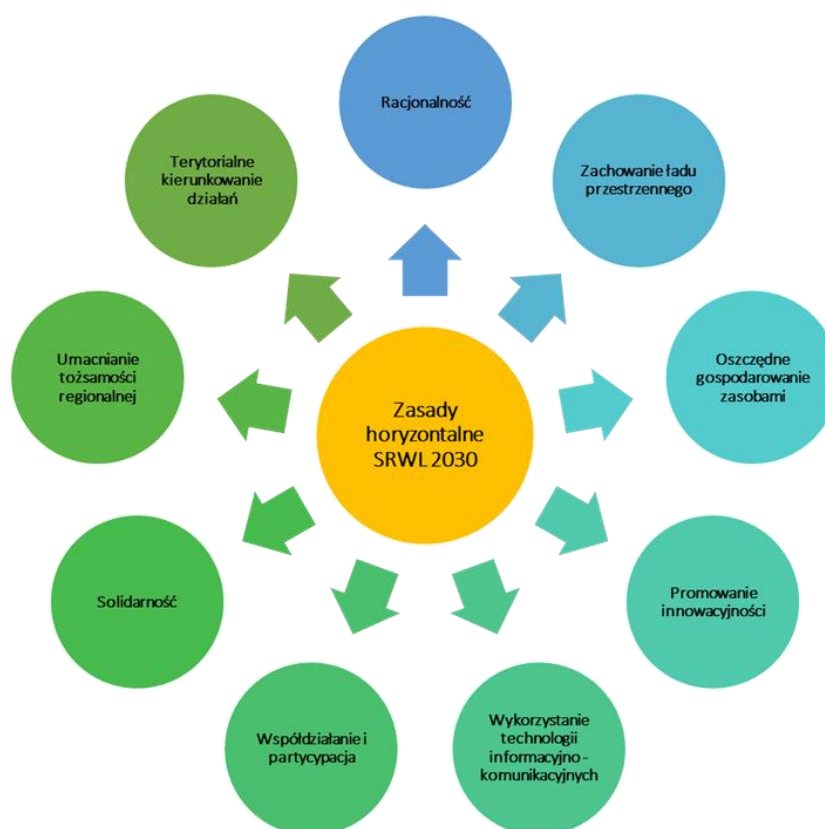 Racjonalność
Zachowanie ładu
przestrzennego
Oszczędne
gospodarowanie
zasobami
Promowanie
innowacyjności
Wykorzystanie
technologii
informacyjno-
komunikacyjnych
Współdziałanie i
partycypacja
Solidarność
Umacnianie
tożsamości
regionalnej
Terytorialne
kierunkowanie
działań
Zasady
horyzontalne
SRWL 2030